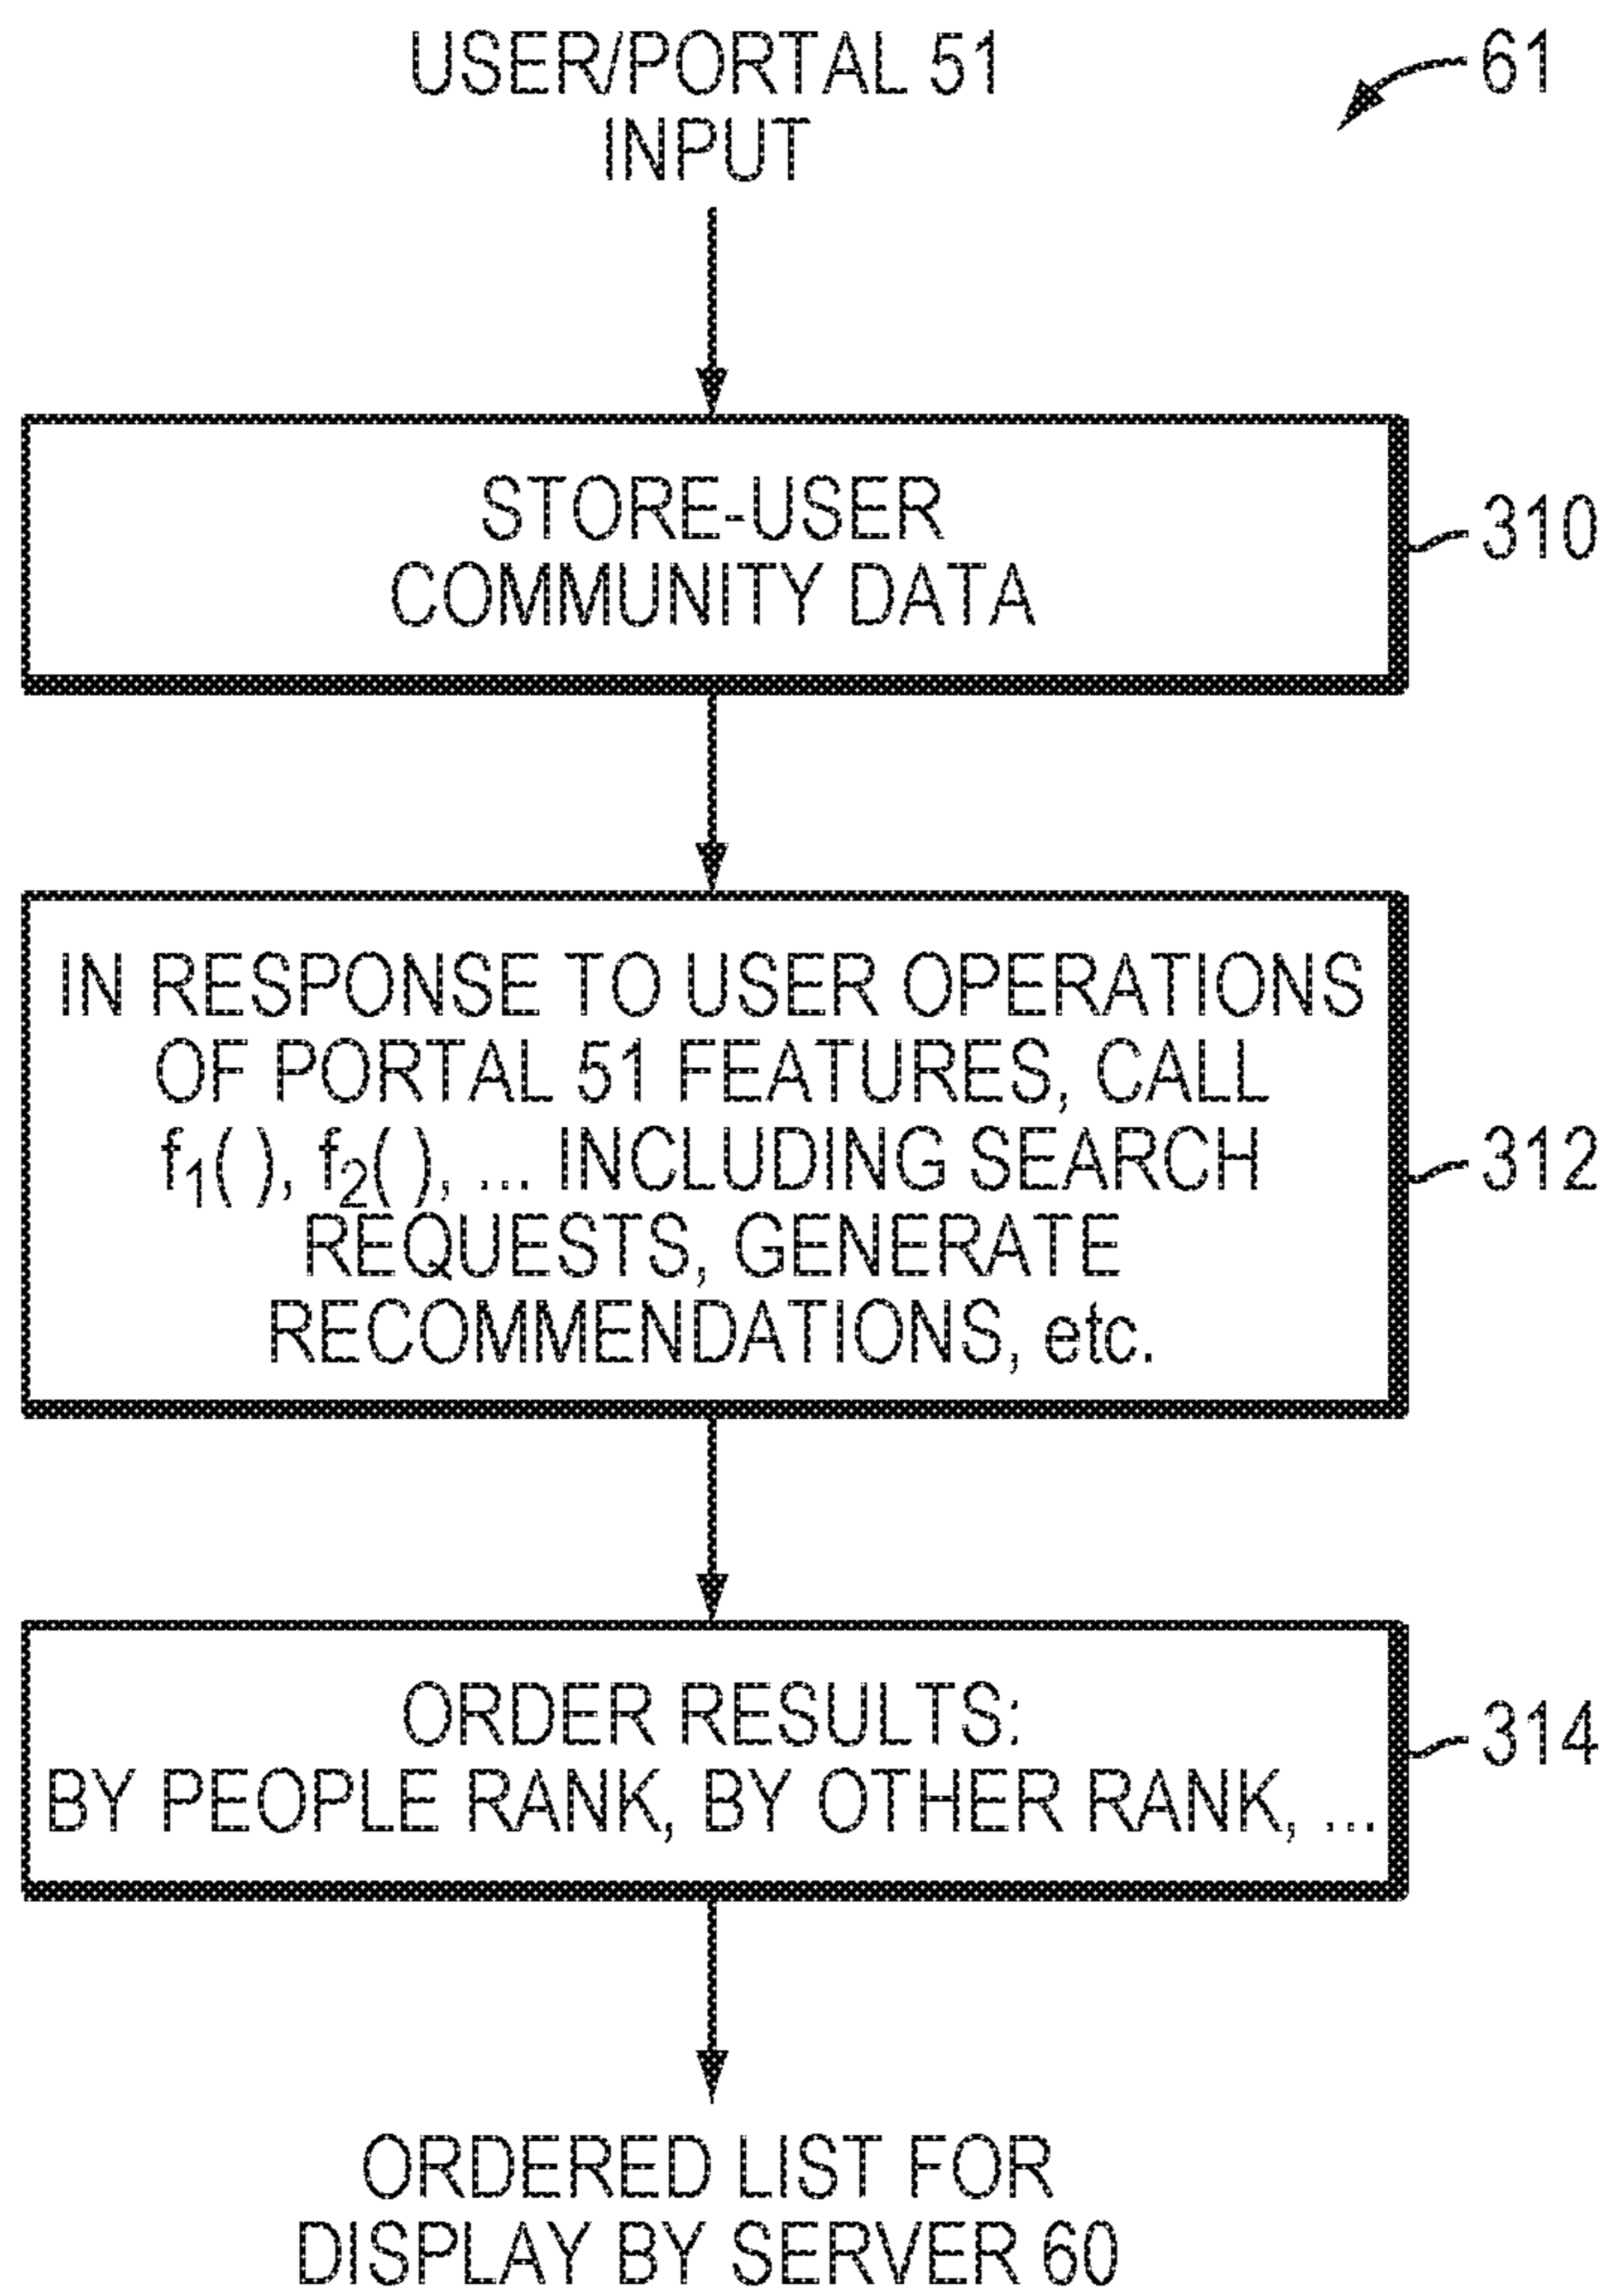 USER/PORTAL 51
INPUT
61
STORE-USER
COMMUNITY DATA
310
IN RESPONSE TO USER OPERATIONS
OF PORTAL 51 FEATURES, CALL
f₁( ), f₂( ), ... INCLUDING SEARCH
REQUESTS, GENERATE
RECOMMENDATIONS, etc.
312
ORDER RESULTS:
BY PEOPLE RANK, BY OTHER RANK, ...
314
ORDERED LIST FOR
DISPLAY BY SERVER 60